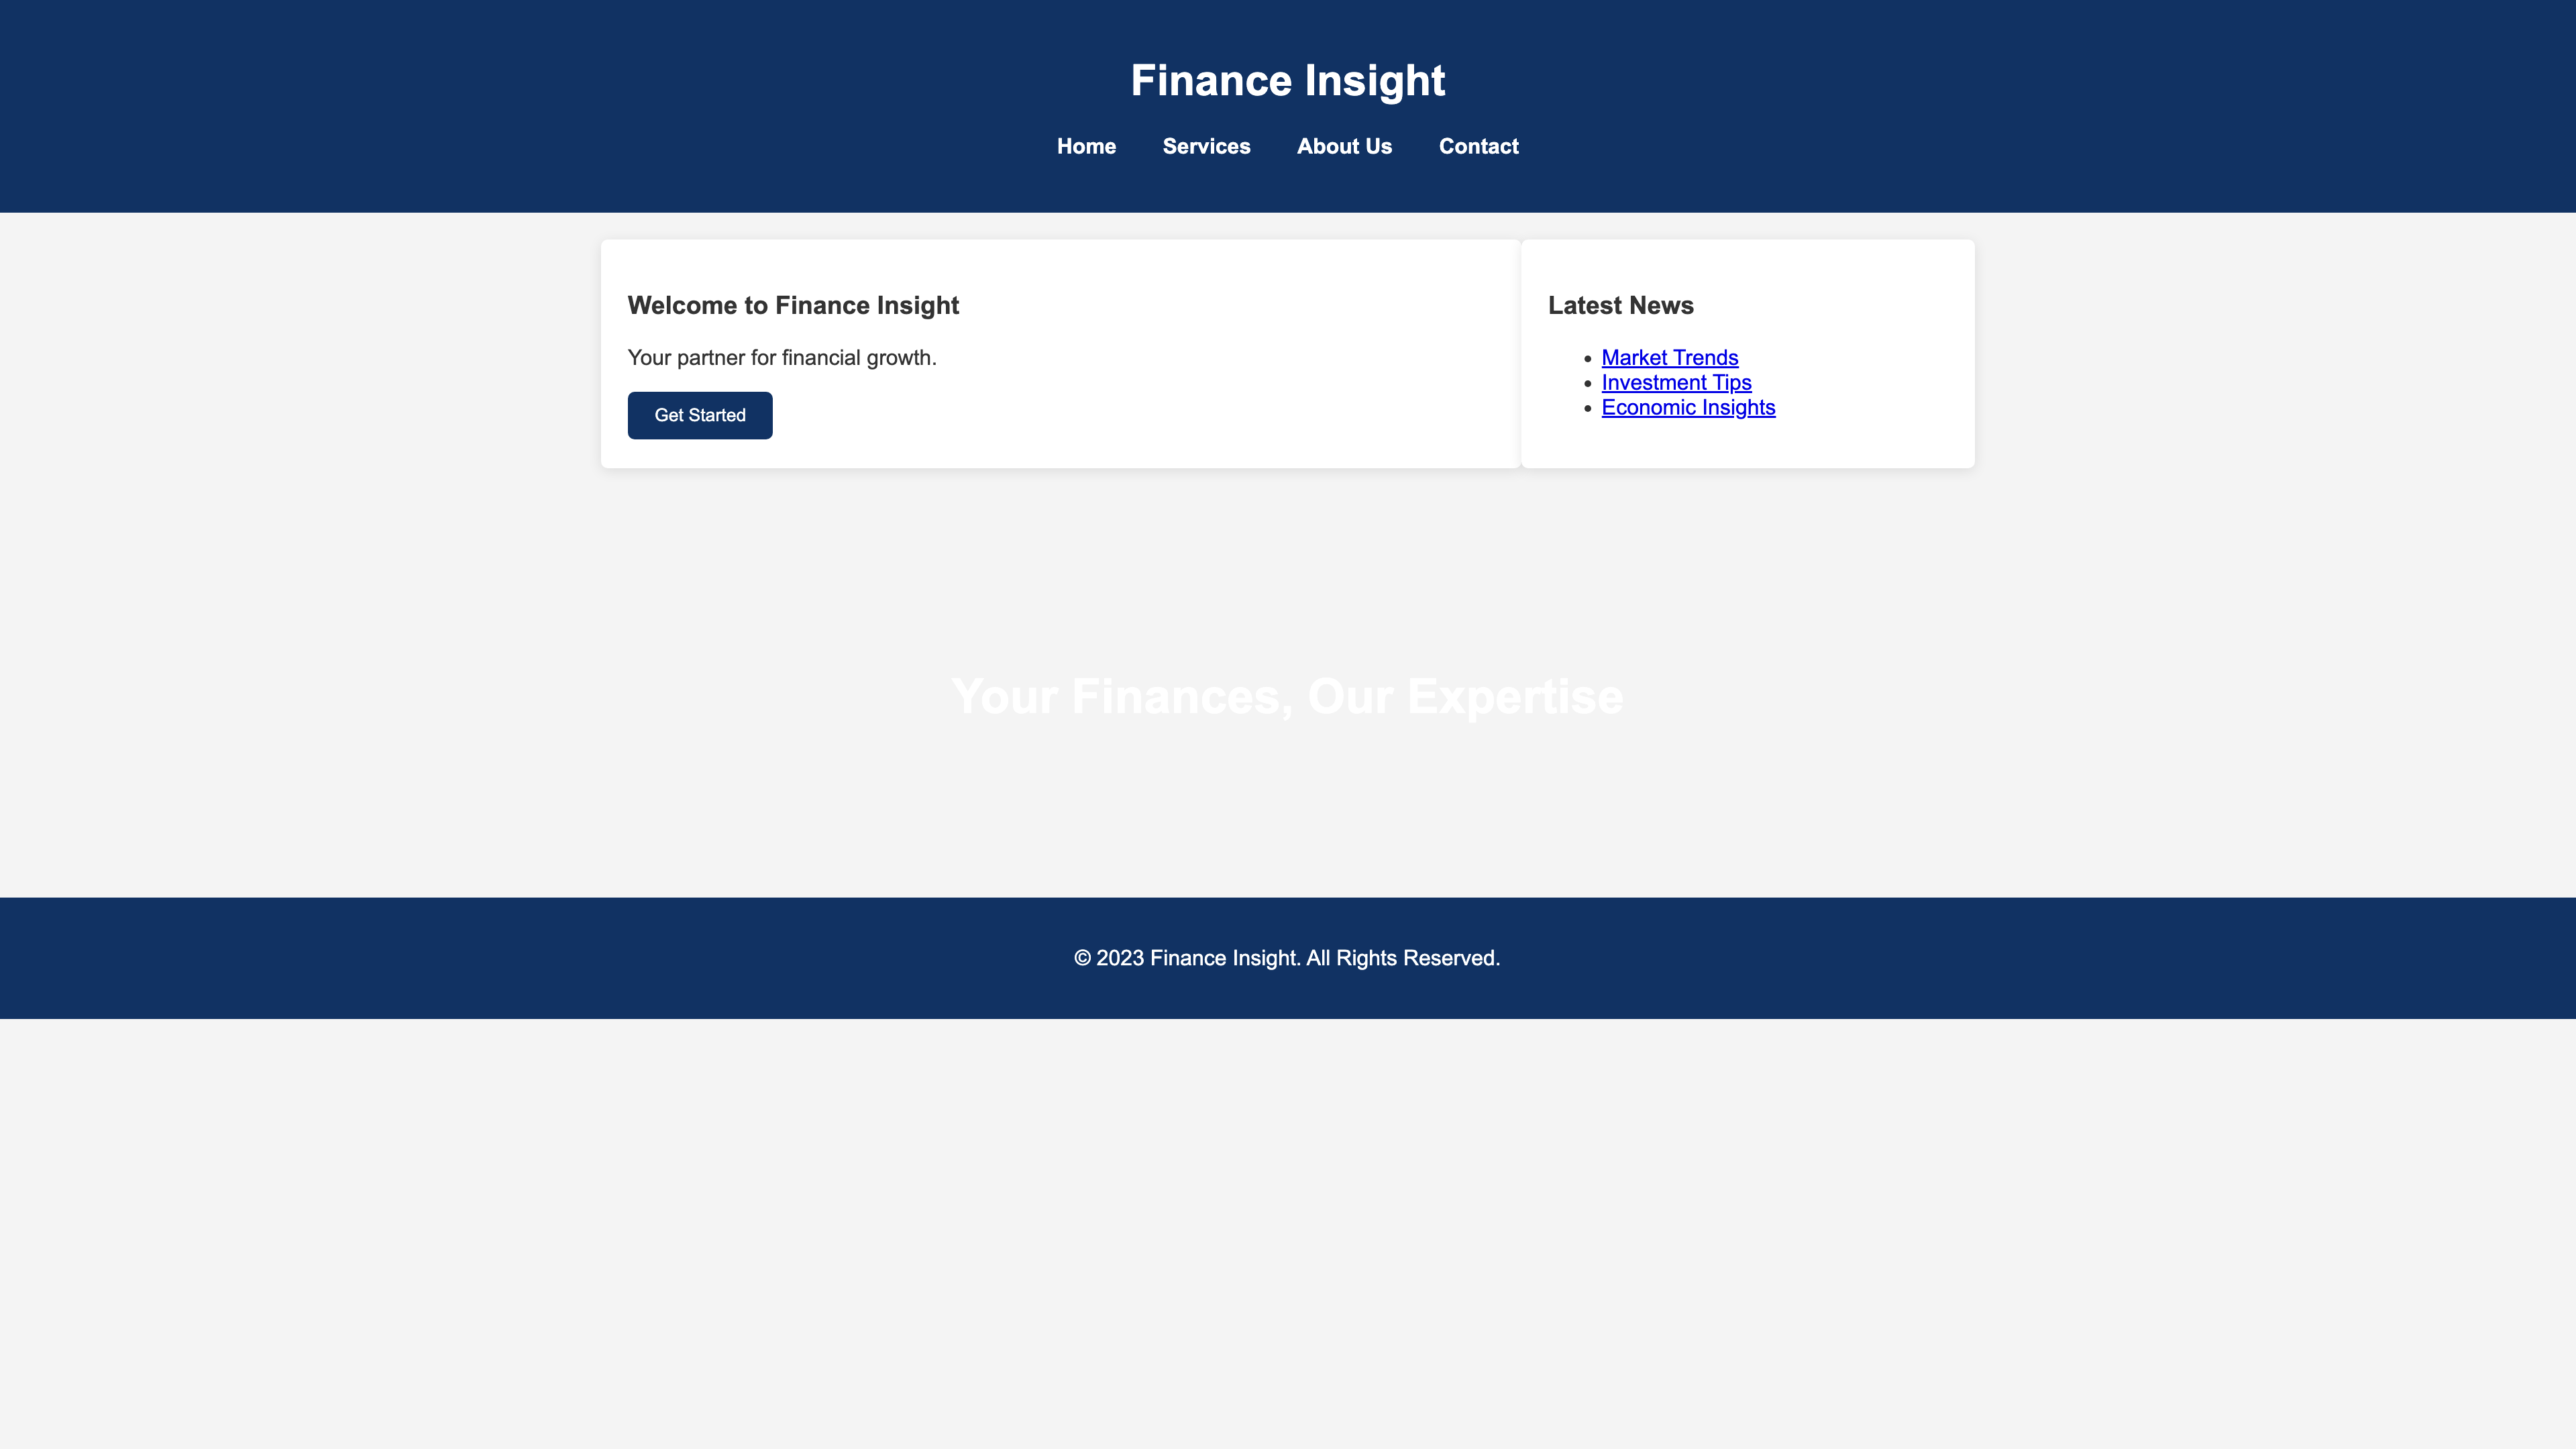 Finance Insight
Home Services About Us Contact
Welcome to Finance Insight
Your partner for financial growth.
Get Started
Latest News
Market Trends
Investment Tips
Economic Insights
Your Finances, Our Expertise
© 2023 Finance Insight. All Rights Reserved.